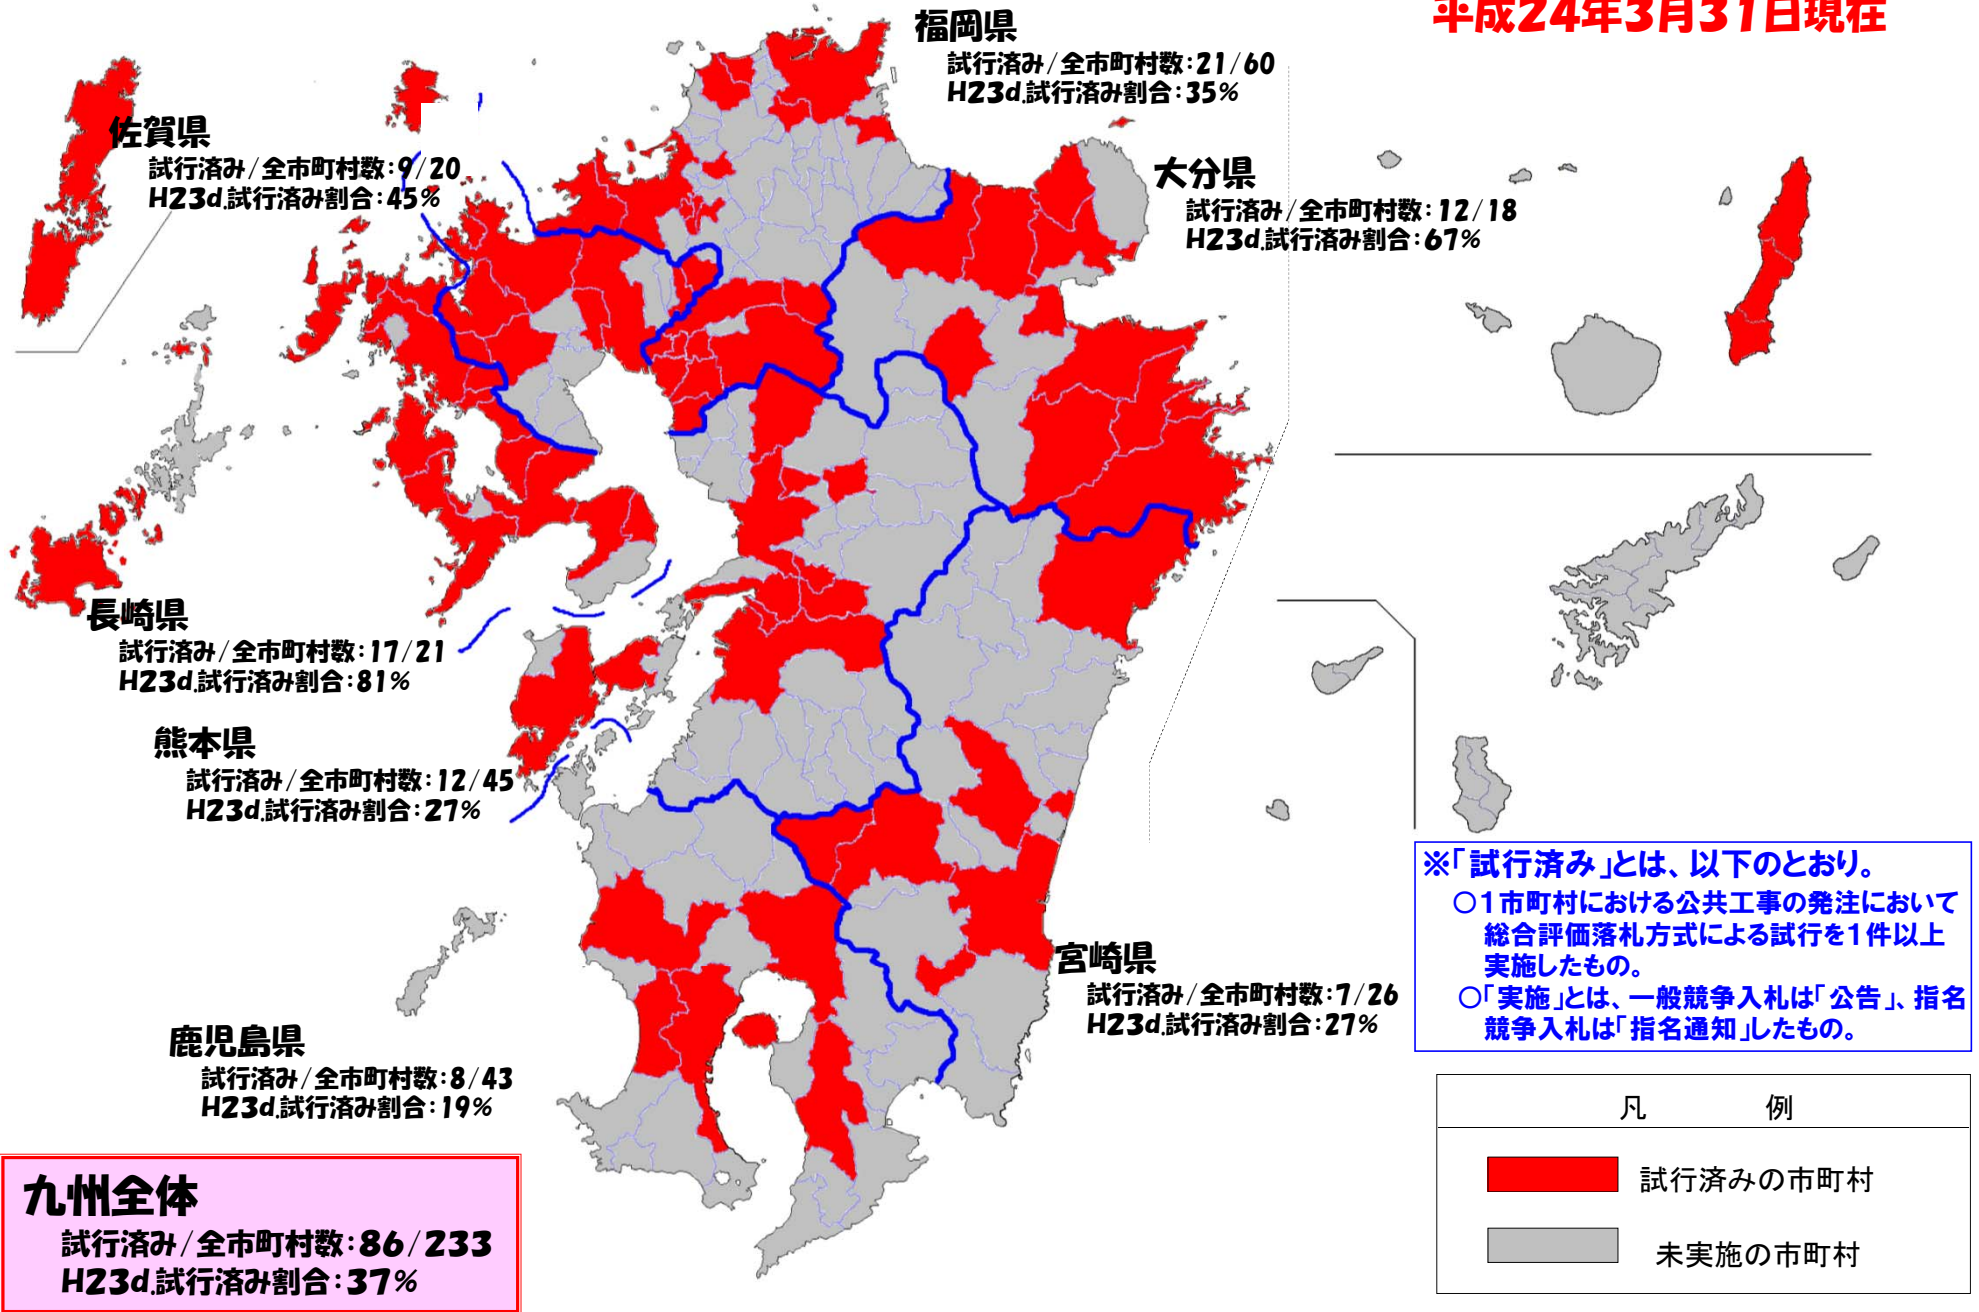 平成24年3月31日現在
福岡県
試行済み/全市町村数:21/60
H23d.試行済み割合:35%
佐賀県
試行済み/全市町村数:9/20
H23d.試行済み割合:45%
大分県
試行済み/全市町村数:12/18
H23d.試行済み割合:67%
長崎県
試行済み/全市町村数:17/21
H23d.試行済み割合:81%
熊本県
試行済み/全市町村数:12/45
H23d.試行済み割合:27%
宮崎県
試行済み/全市町村数:7/26
H23d.試行済み割合:27%
鹿児島県
試行済み/全市町村数:8/43
H23d.試行済み割合:19%
九州全体
試行済み/全市町村数:86/233
H23d.試行済み割合:37%
※「試行済み」とは、以下のとおり。
○1市町村における公共工事の発注において
総合評価落札方式による試行を1件以上
実施したもの。
○「実施」とは、一般競争入札は「公告」、指名
競争入札は「指名通知」したもの。
凡 例
試行済みの市町村
未実施の市町村